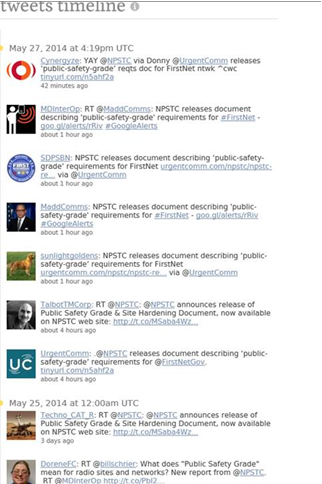 tweets timeline
May 27, 2014 at 4:19pm UTC
Cynergyze: YAY @NPSTC via Donny @UrgentComm releases
'public-safety-grade' reqts doc for FirstNet ntwk ^cwc
tinyurl.com/n5ahf2a
42 minutes ago
MDInterOp: RT @MaddComms: NPSTC releases document
describing 'public-safety-grade' requirements for #FirstNet -
goo.gl/alerts/rRiv #GoogleAlerts
about 1 hour ago
SDPSBN: NPSTC releases document describing 'public-safety-
grade' requirements for FirstNet urgentcomm.com/npstc/npstc-
re... via @UrgentComm
about 1 hour ago
MaddComms: NPSTC releases document describing 'public-
safety-grade' requirements for #FirstNet - goo.gl/alerts/rRiv
#GoogleAlerts
about 1 hour ago
sunlightgoldens: NPSTC releases document describing 'public-
safety-grade' requirements for FirstNet
urgentcomm.com/npstc/npstc-re... via @UrgentComm
about 1 hour ago
TalbotTMCorp: RT @NPSTC: @NPSTC announces release of
Public Safety Grade & Site Hardening Document, now available
on NPSTC web site: http://t.co/MSaba4Wz...
about 4 hours ago
UC
UrgentComm: .@NPSTC releases document describing 'public-
safety-grade' requirements for @FirstNetGov.
tinyurl.com/n5ahf2a
about 4 hours ago
May 25, 2014 at 12:00am UTC
Techno_CAT_R: RT @NPSTC: @NPSTC announces release of
Public Safety Grade & Site Hardening Document, now available
on NPSTC web site: http://t.co/MSaba4Wz...
3 days ago
DoreneFC: RT @billschrier: What does "Public Safety Grade"
mean for radio sites and networks? New report from @NPSTC.
RT @MDInterOp http://t.co/Pbl2...